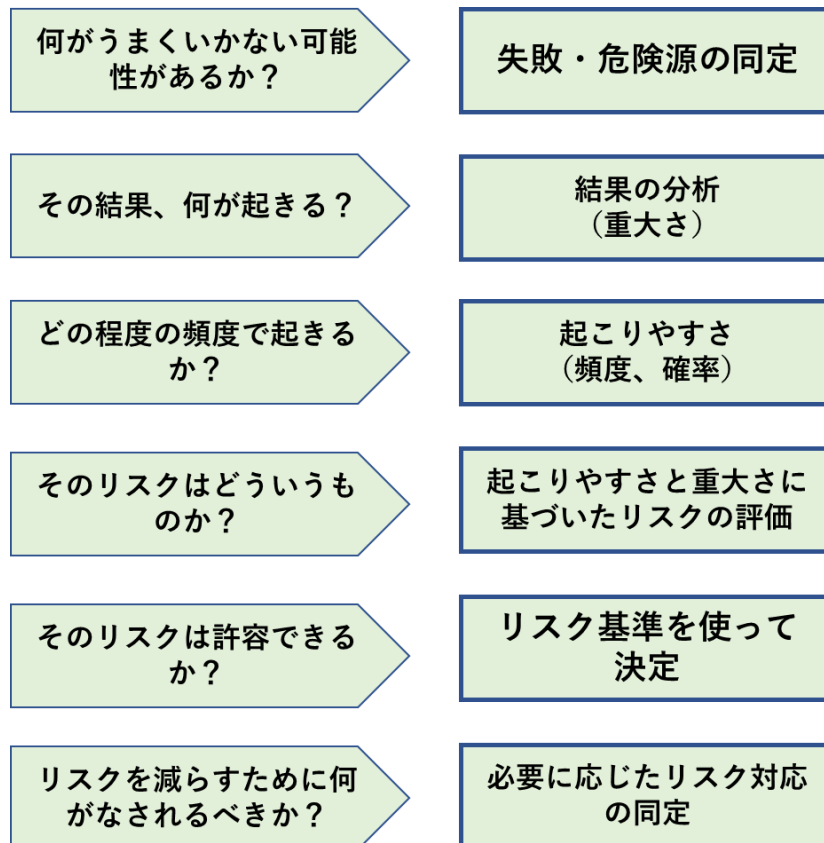 何がうまくいかない可能
性があるか？
失敗・危険源の同定
その結果、何が起きる？
結果の分析
（重大さ）
どの程度の頻度で起きる
か？
起こりやすさ
（頻度、確率）
そのリスクはどういうも
のか？
起こりやすさと重大さに
基づいたリスクの評価
そのリスクは許容できる
か？
リスク基準を使って
決定
リスクを減らすために何
がなされるべきか？
必要に応じたリスク対応
の同定